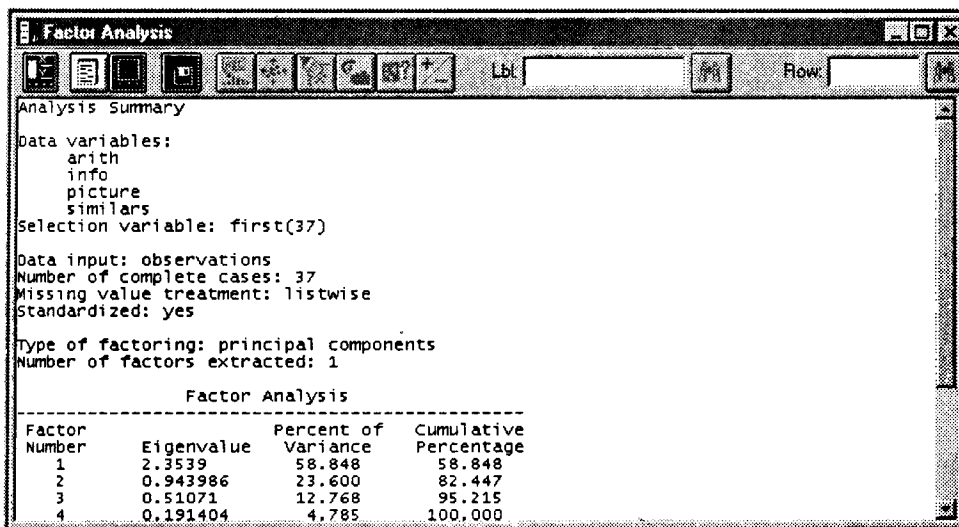 Factor Analysis
Lbl: Row:
Analysis Summary
Data variables:
arith
info
picture
similars
Selection variable: first(37)
Data input: observations
Number of complete cases: 37
Missing value treatment: listwise
Standardized: yes
Type of factoring: principal components
Number of factors extracted: 1
Factor Analysis
Factor Percent of Cumulative
Number Eigenvalue Variance Percentage
1 2.3539 58.848 58.848
2 0.943986 23.600 82.447
3 0.51071 12.768 95.215
4 0.191404 4.785 100.000